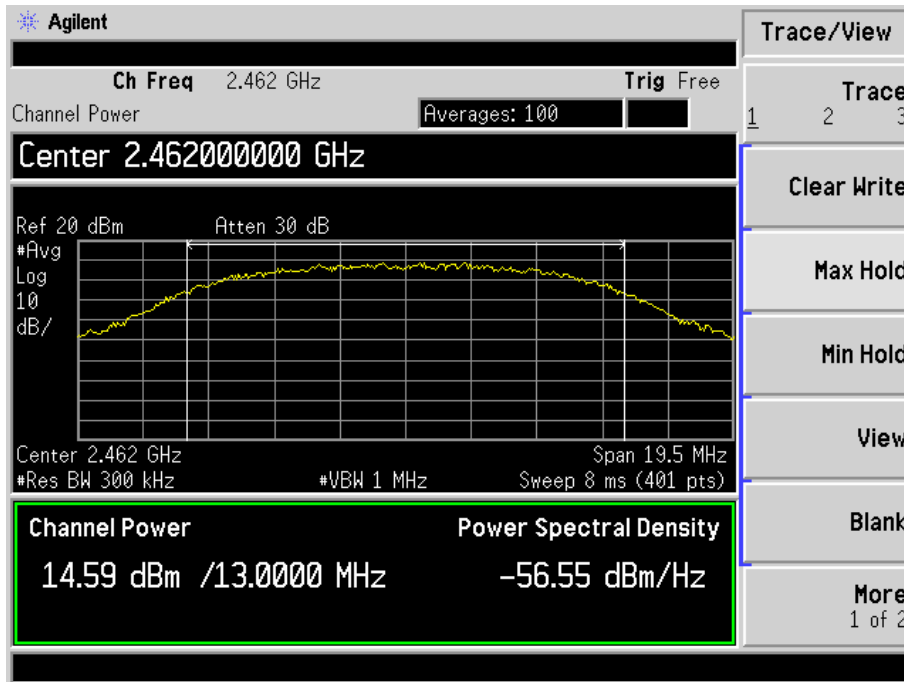 Agilent
Trace/View
Ch Freq 2.462 GHz Trig Free
Channel Power Averages: 100
Center 2.462000000 GHz
Ref 20 dBm Atten 30 dB
#Avg
Log
10
dB/
Center 2.462 GHz Span 19.5 MHz
#Res BW 300 kHz #VBW 1 MHz Sweep 8 ms (401 pts)
Channel Power Power Spectral Density
14.59 dBm /13.0000 MHz -56.55 dBm/Hz
Trace
1 2 3
Clear Write
Max Hold
Min Hold
View
Blank
More
1 of 2